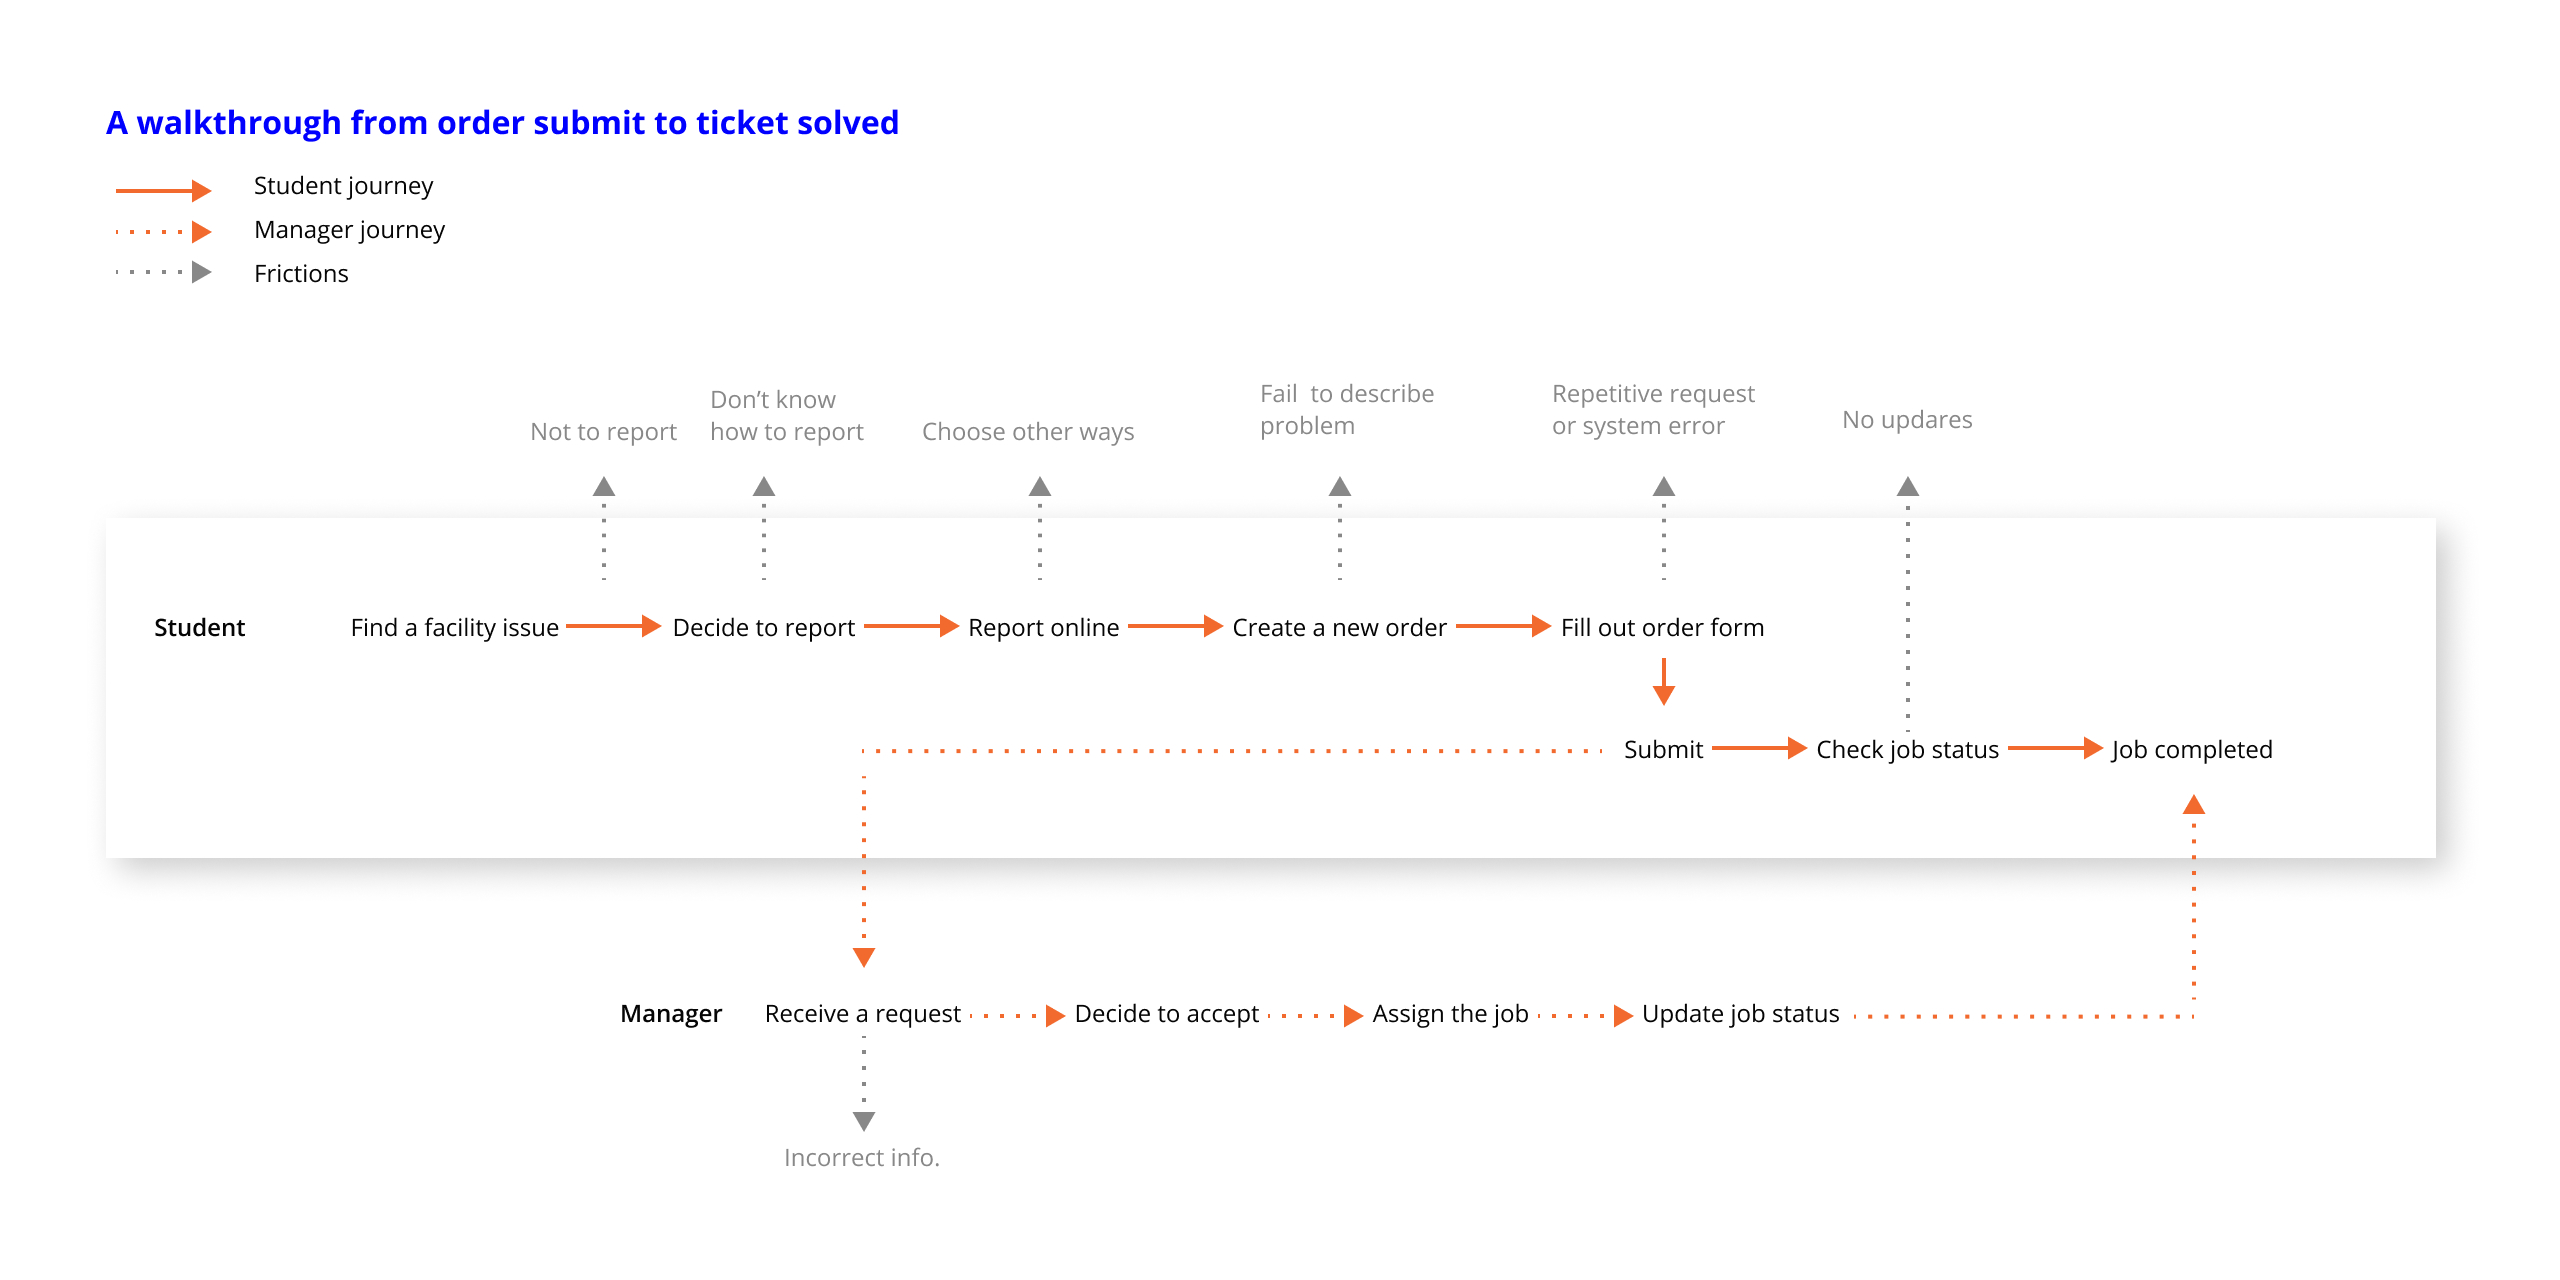 A walkthrough from order submit to ticket solved
Student journey
Manager journey
Frictions
Not to report
Don’t know
how to report
Choose other ways
Fail  to describe
problem
Repetitive request
or system error
No updares
Student
Find a facility issue
Decide to report
Report online
Create a new order
Fill out order form
Submit
Check job status
Job completed
Manager
Receive a request
Decide to accept
Assign the job
Update job status
Incorrect info.